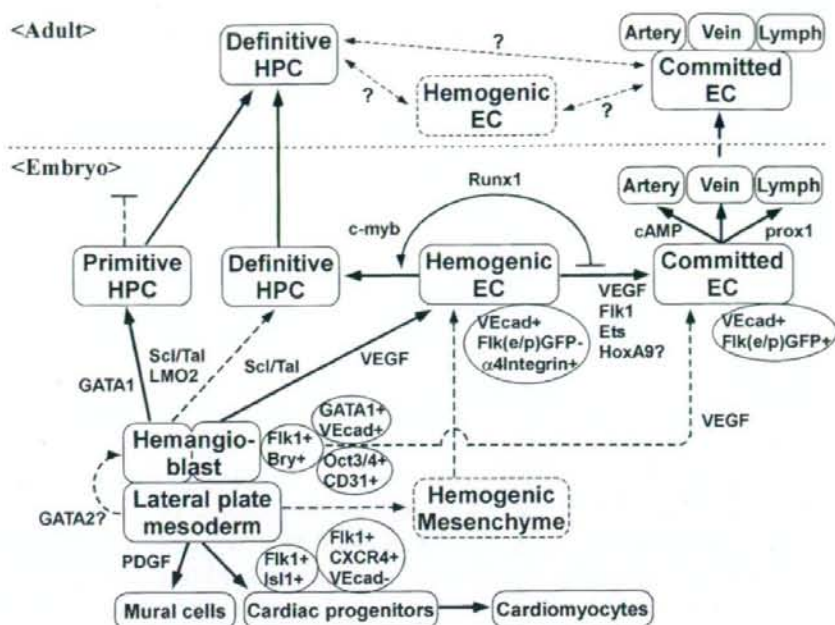 <Adult>
Definitive
HPC
?
?
Hemogenic
EC
?
Artery
Vein
Lymph
Committed
EC
<Embryo>
Runx1
c-myb
Artery
Vein
Lymph
cAMP
prox1
Primitive
HPC
Definitive
HPC
Hemogenic
EC
Committed
EC
VEGF
Flk1
Ets
HoxA9?
VEcad+
Flk(e/p)GFP-
α4Integrin+
VEcad+
Flk(e/p)GFP+
GATA1
Scl/Tal
LMO2
Scl/Tal
VEGF
VEGF
Hemangio-
blast
Flk1+
Bry+
GATA1+
VEcad+
Oct3/4+
CD31+
Lateral plate
mesoderm
GATA2?
Hemogenic
Mesenchyme
PDGF
Flk1+
Isl1+
Flk1+
CXCR4+
VEcad-
Mural cells
Cardiac progenitors
Cardiomyocytes